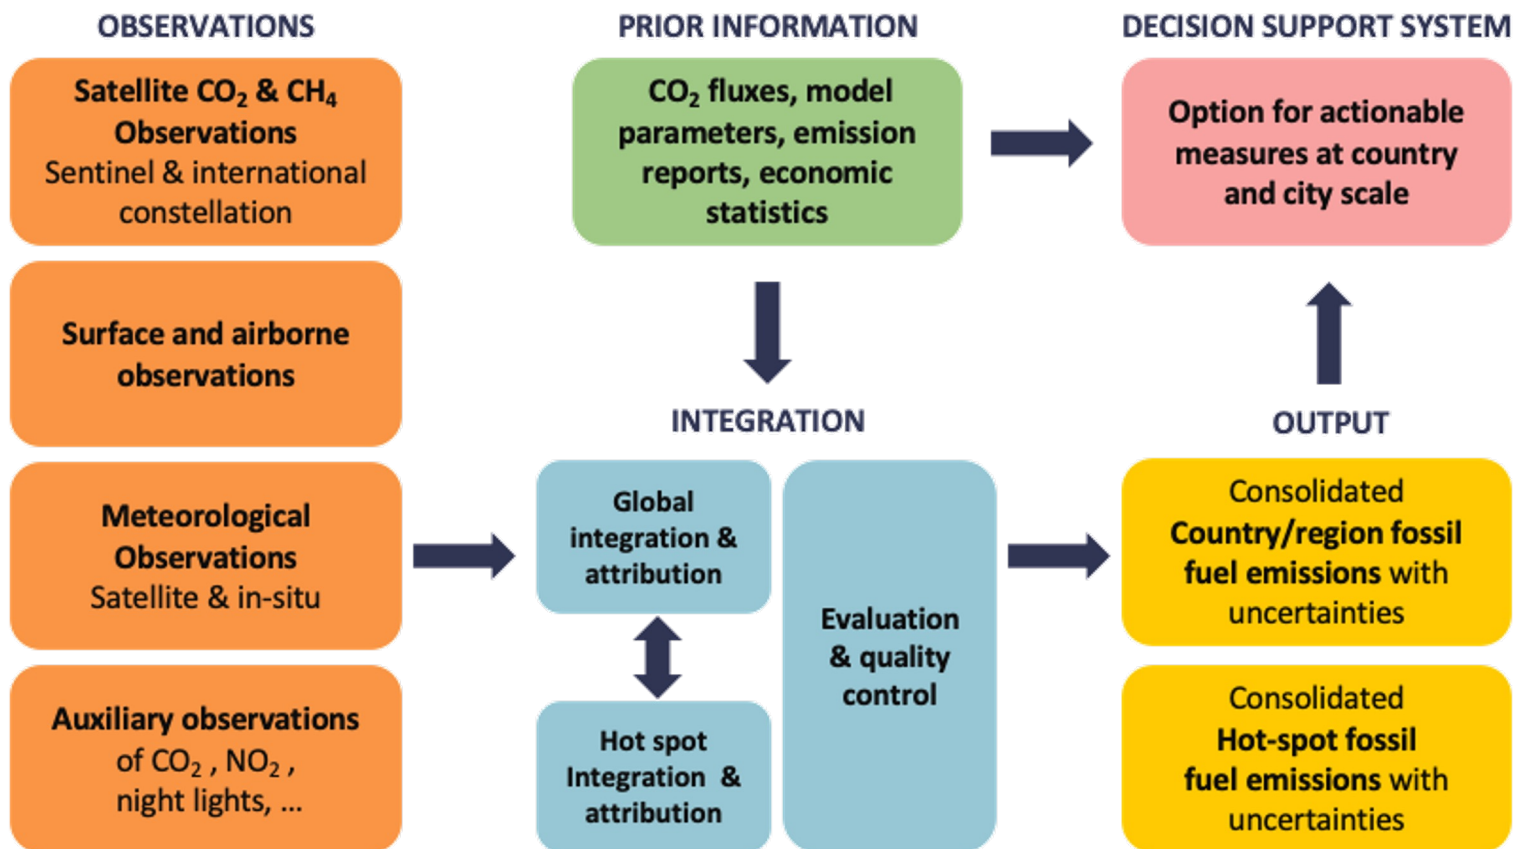 OBSERVATIONS
Satellite CO₂ & CH₄
Observations
Sentinel & international
constellation
Surface and airborne
observations
Meteorological
Observations
Satellite & in-situ
Auxiliary observations
of CO₂ , NO₂ ,
night lights, ...
PRIOR INFORMATION
CO₂ fluxes, model
parameters, emission
reports, economic
statistics
INTEGRATION
Global
integration &
attribution
Hot spot
Integration &
attribution
Evaluation
& quality
control
DECISION SUPPORT SYSTEM
Option for actionable
measures at country
and city scale
OUTPUT
Consolidated
Country/region fossil
fuel emissions with
uncertainties
Consolidated
Hot-spot fossil
fuel emissions with
uncertainties